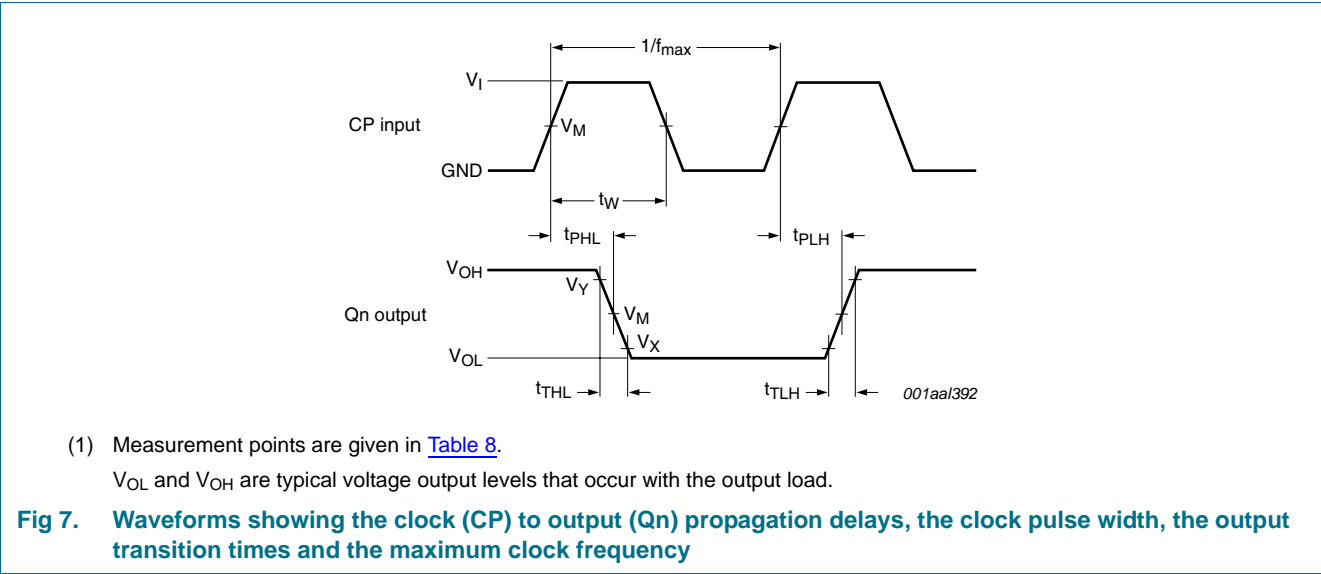 1/fmax
VI
CP input
VM
GND
tW
tPHL
tPLH
VOH
VY
Qn output
VM
VX
VOL
tTHL
tTLH
001aal392
(1) Measurement points are given in Table 8.
VOL and VOH are typical voltage output levels that occur with the output load.
Fig 7. Waveforms showing the clock (CP) to output (Qn) propagation delays, the clock pulse width, the output
transition times and the maximum clock frequency